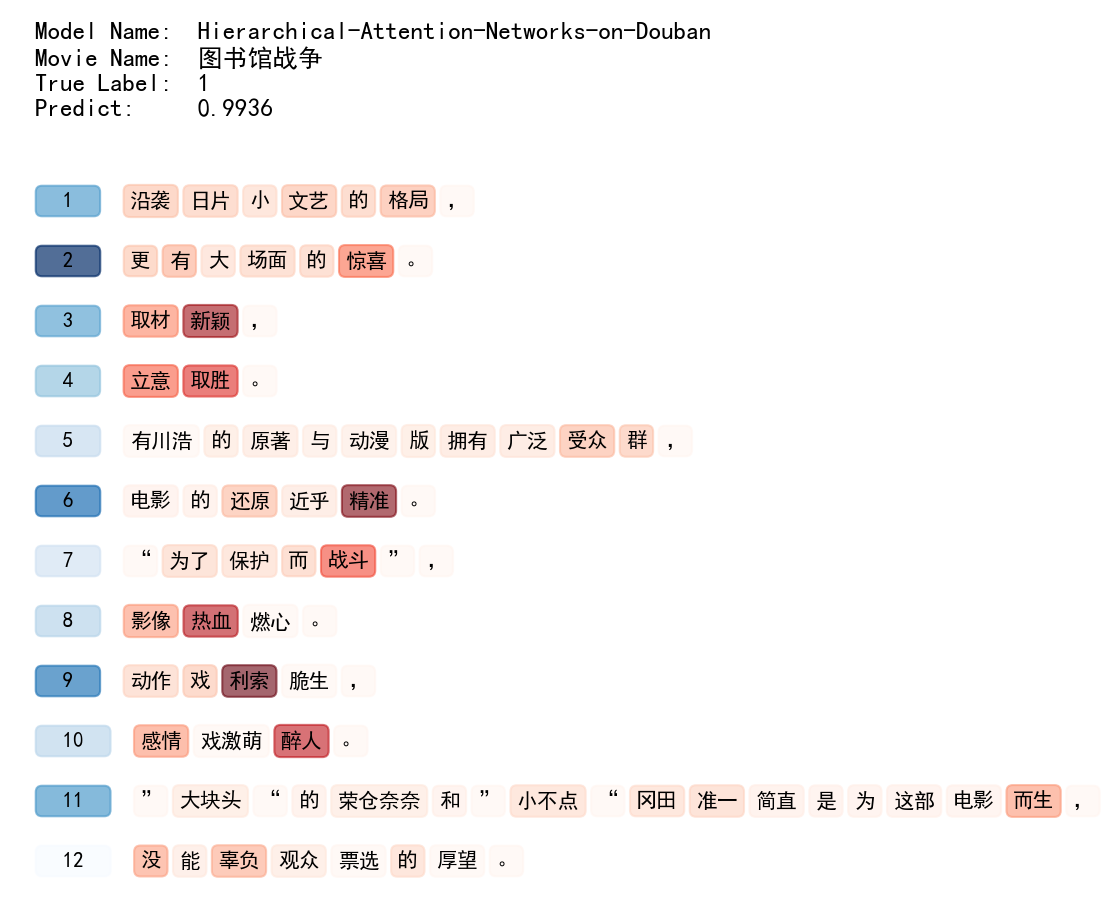 Model Name: Hierarchical-Attention-Networks-on-Douban
Movie Name: 图书馆战争
True Label: 1
Predict: 0.9936
1 沿袭 日片 小 文艺 的 格局 ，
2 更 有 大 场面 的 惊喜 。
3 取材 新颖 ，
4 立意 取胜 。
5 有川浩 的 原著 与 动漫 版 拥有 广泛 受众 群 ，
6 电影 的 还原 近乎 精准 。
7 “ 为了 保护 而 战斗 ” ，
8 影像 热血 燃心 。
9 动作 戏 利索 脆生 ，
10 感情 戏激萌 醉人 。
11 ” 大块头 “ 的 荣仓奈奈 和 ” 小不点 “ 冈田 准一 简直 是 为 这部 电影 而生 ，
12 没 能 辜负 观众 票选 的 厚望 。